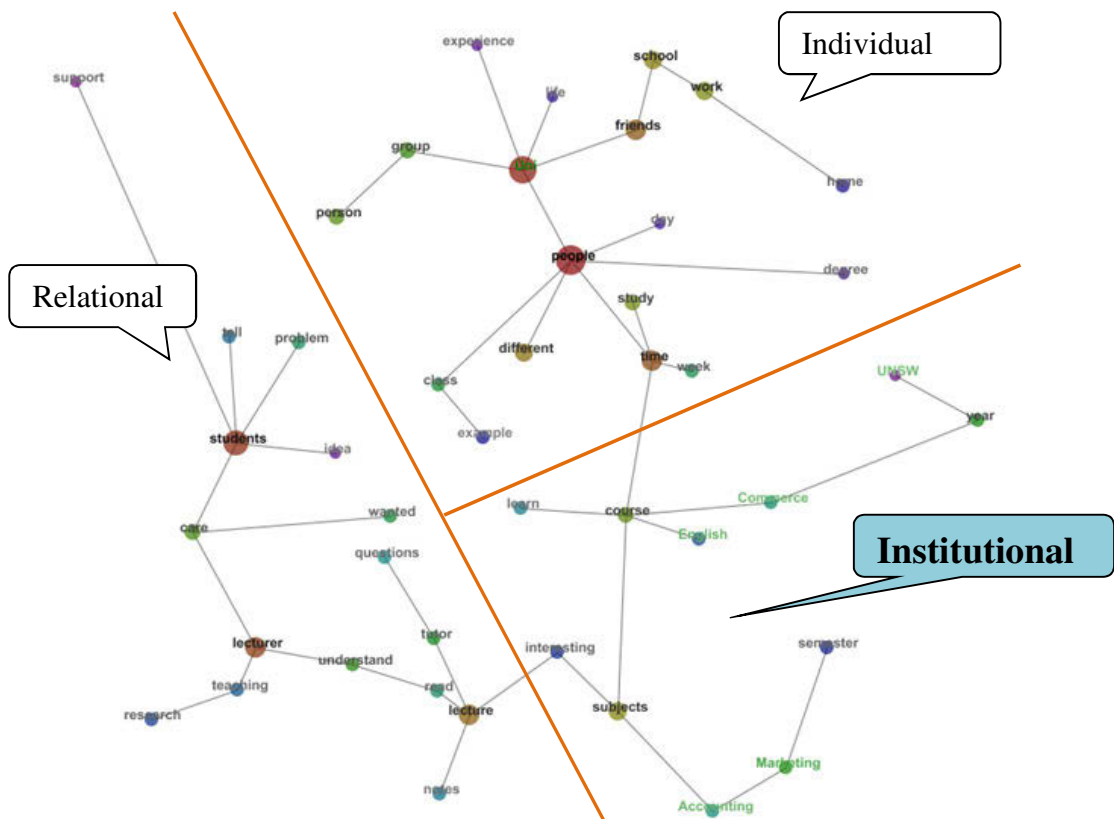 experience
Individual
school
support
work
life
friends
group
Uni
home
person
day
people
degree
Relational
study
tell
problem
different
time
week
class
UNSW
year
example
students
idea
Commerce
learn
course
wanted
care
English
questions
Institutional
tutor
lecturer
interesting
semester
understand
teaching
read
research
lecture
subjects
Marketing
notes
Accounting